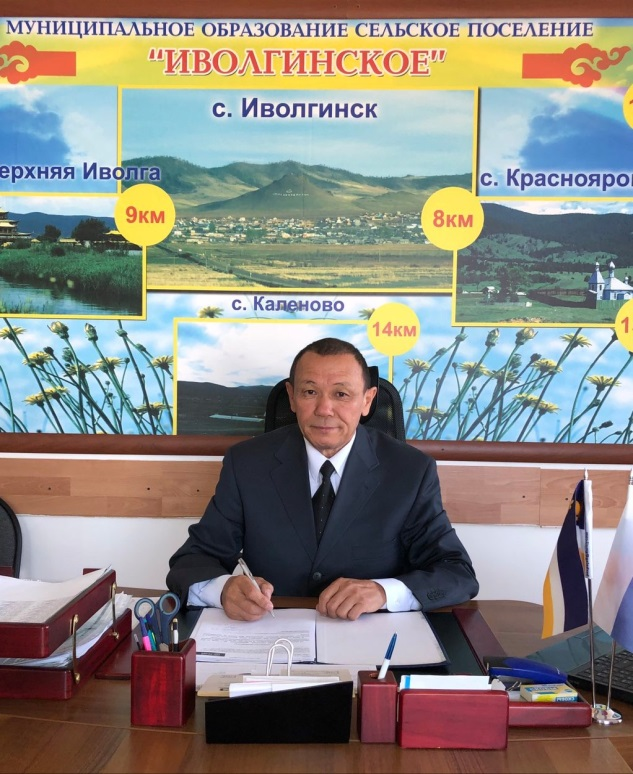 МУНИЦИПАЛЬНОЕ ОБРАЗОВАНИЕ СЕЛЬСКОЕ ПОСЕЛЕНИЕ
"ИВОЛГИНСКОЕ"
с. Иволгинск
ерхняя Иволга
с. Краснояро
9км
8км
с. Каленово
14км